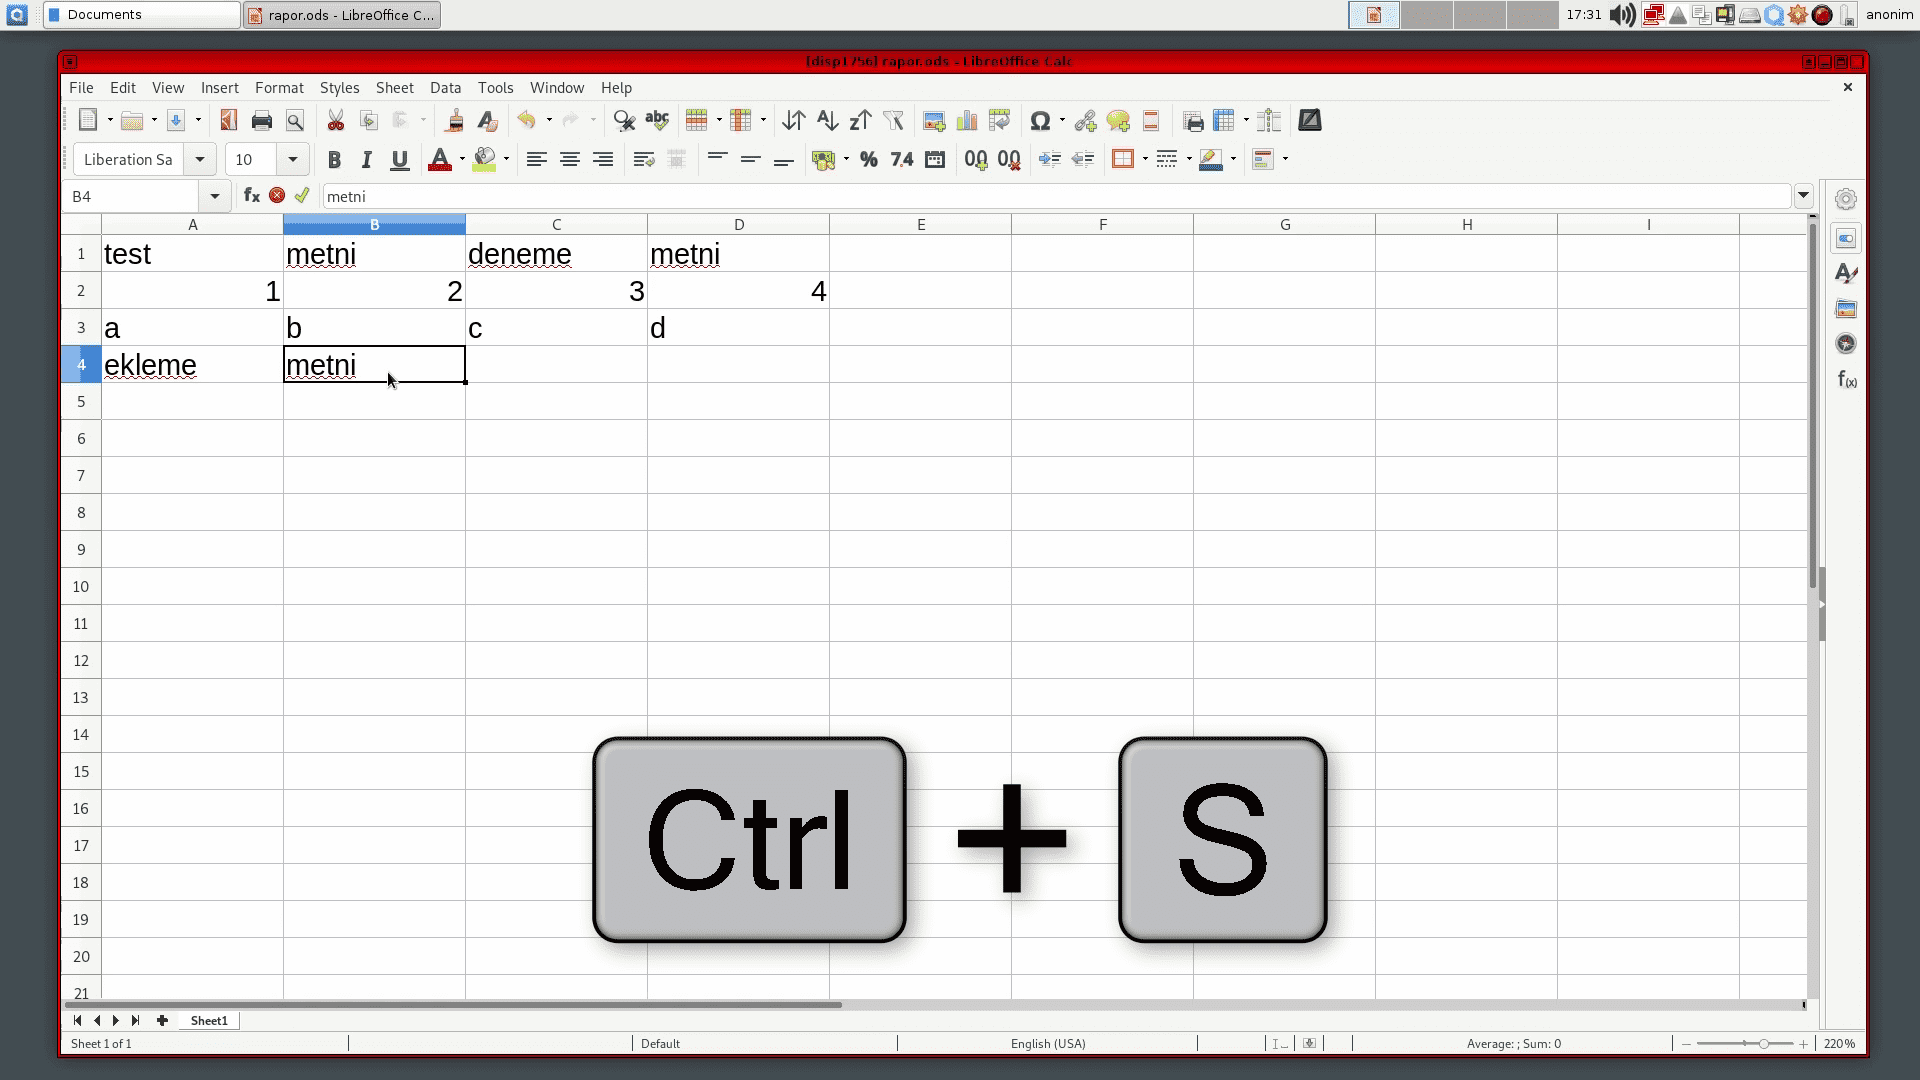 Documents
rapor.ods - LibreOffice C...
17:31
anonim
[disp1756] rapor.ods - LibreOffice Calc
File Edit View Insert Format Styles Sheet Data Tools Window Help
Liberation Sa 10
B4 metni
A B C D E F G H I
1 test metni deneme metni
2 1 2 3 4
3 a b c d
4 ekleme metni
5
6
7
8
9
10
11
12
13
14
15
16
17
18
19
20
21
Ctrl + S
Sheet1
Sheet 1 of 1 Default English (USA) Average: ; Sum: 0 220%